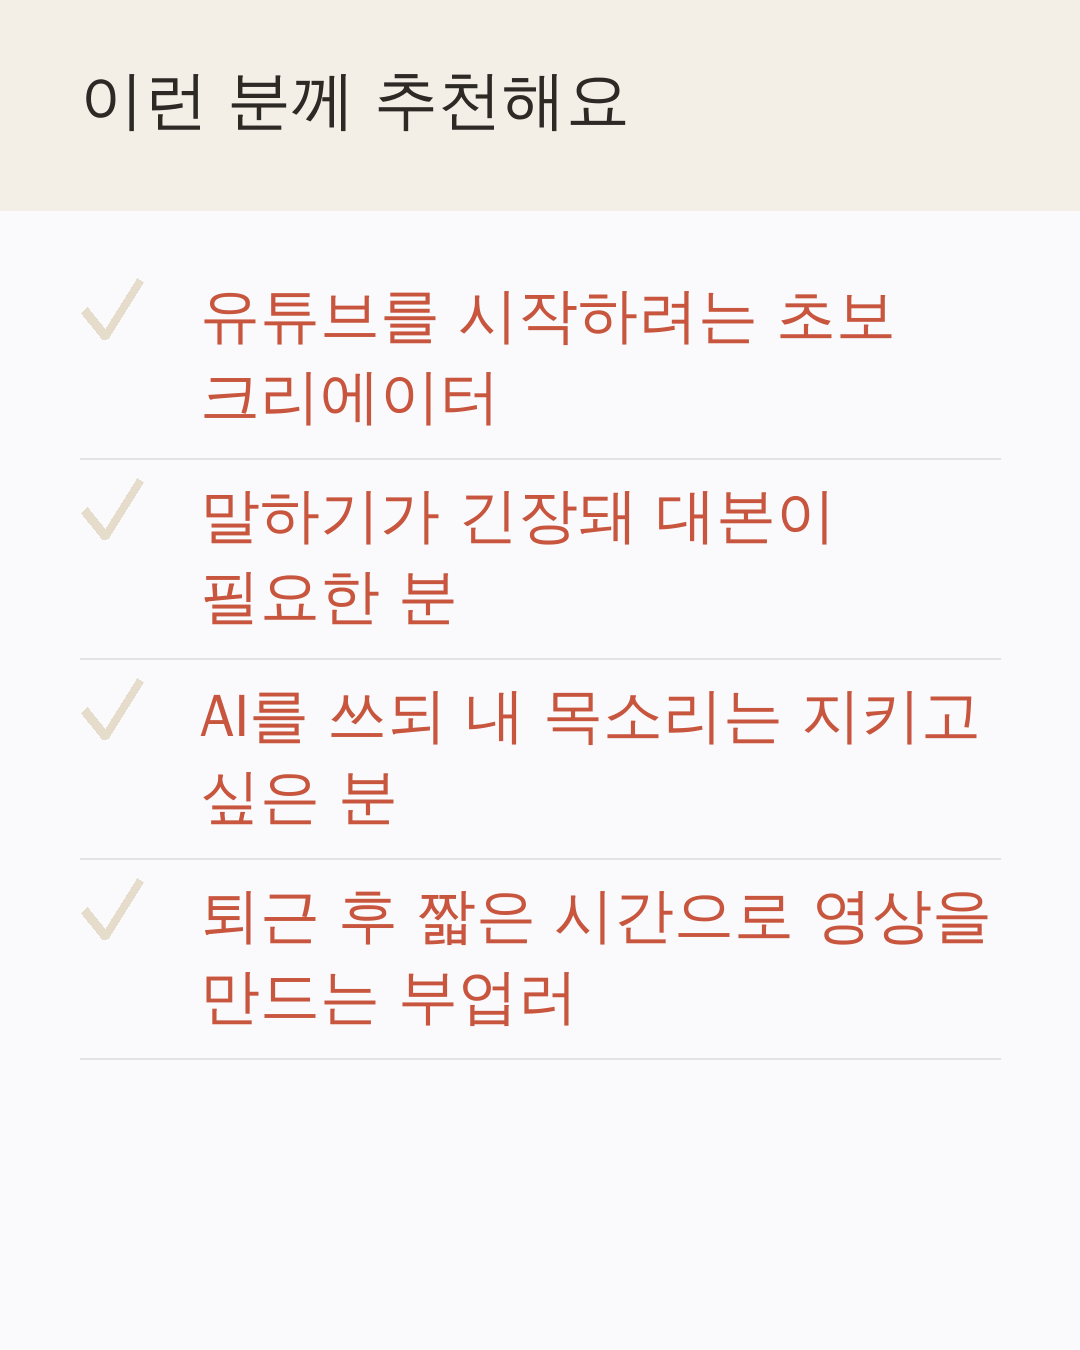 이런 분께 추천해요
유튜브를 시작하려는 초보
크리에이터
말하기가 긴장돼 대본이
필요한 분
AI를 쓰되 내 목소리는 지키고
싶은 분
퇴근 후 짧은 시간으로 영상을
만드는 부업러